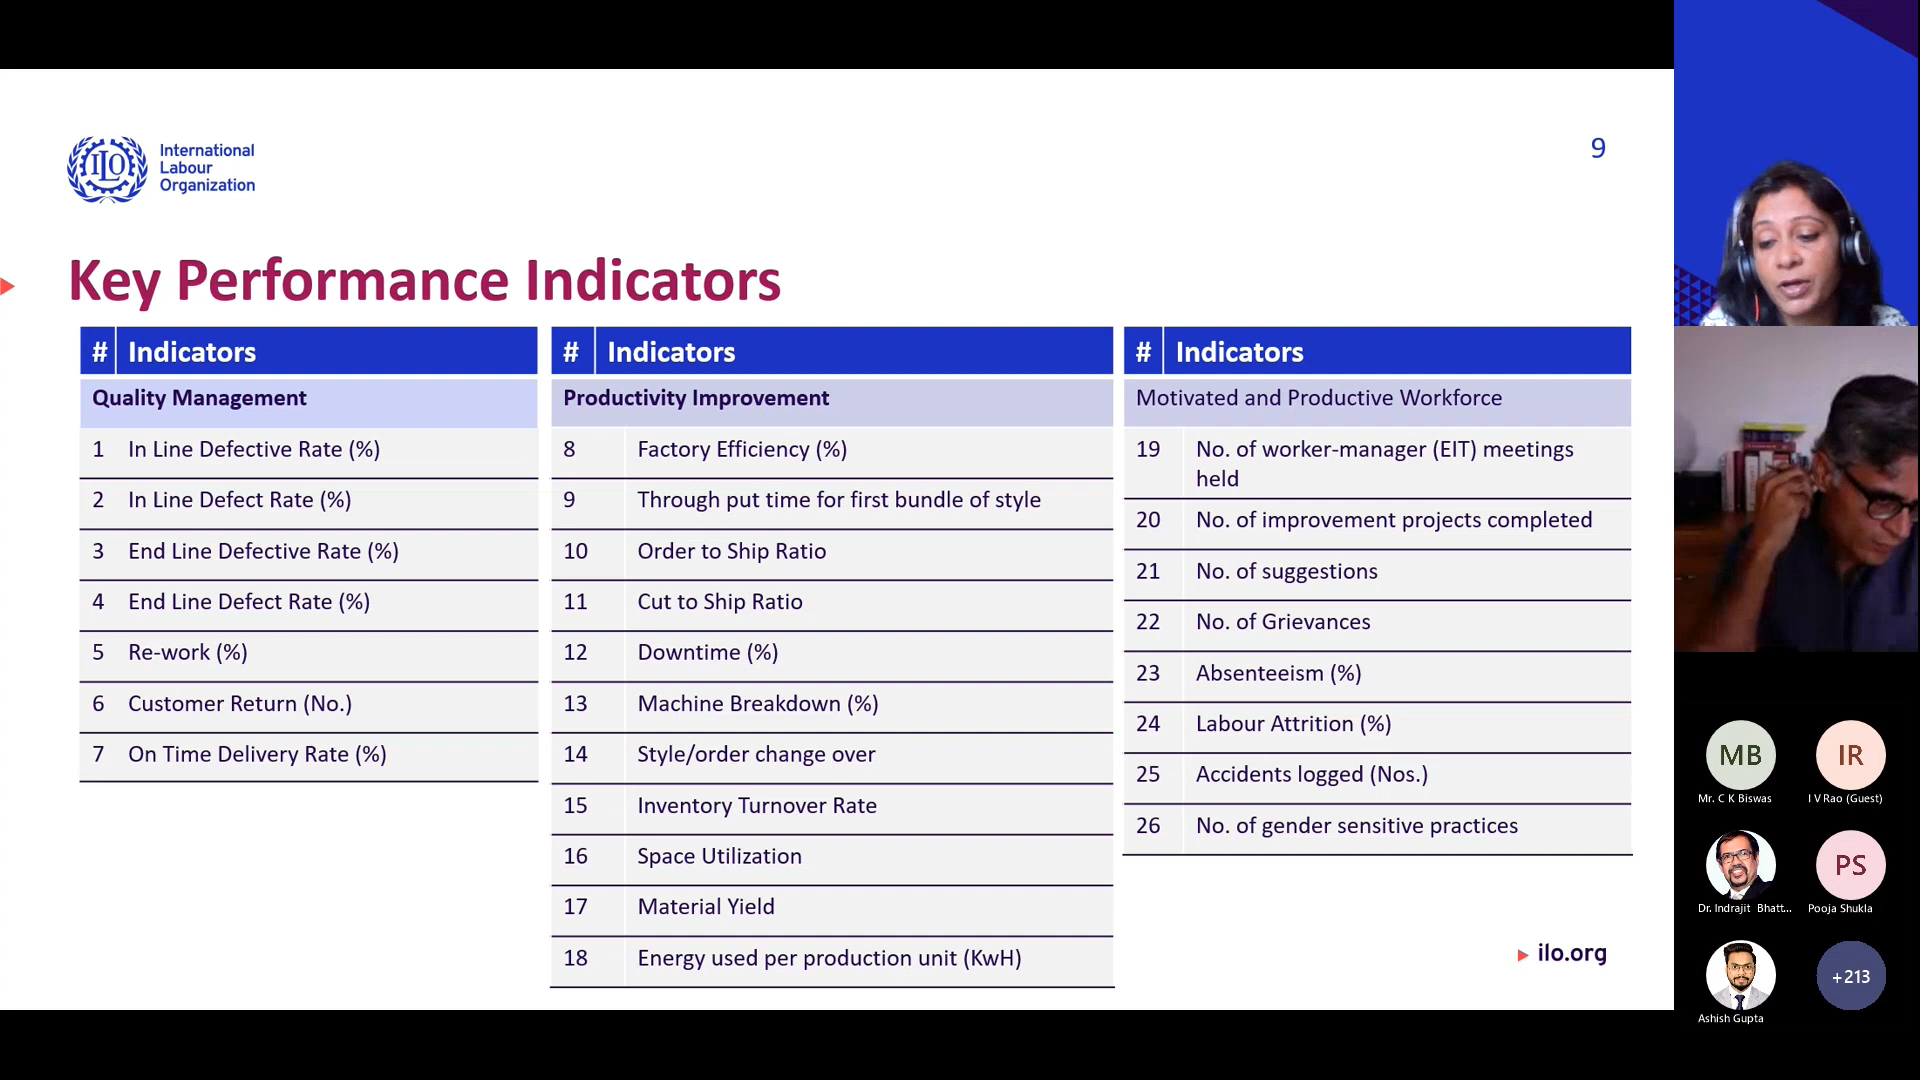 International
Labour
Organization
9
Key Performance Indicators
# Indicators
Quality Management
1 In Line Defective Rate (%)
2 In Line Defect Rate (%)
3 End Line Defective Rate (%)
4 End Line Defect Rate (%)
5 Re-work (%)
6 Customer Return (No.)
7 On Time Delivery Rate (%)
# Indicators
Productivity Improvement
8 Factory Efficiency (%)
9 Through put time for first bundle of style
10 Order to Ship Ratio
11 Cut to Ship Ratio
12 Downtime (%)
13 Machine Breakdown (%)
14 Style/order change over
15 Inventory Turnover Rate
16 Space Utilization
17 Material Yield
18 Energy used per production unit (KwH)
# Indicators
Motivated and Productive Workforce
19 No. of worker-manager (EIT) meetings
held
20 No. of improvement projects completed
21 No. of suggestions
22 No. of Grievances
23 Absenteeism (%)
24 Labour Attrition (%)
25 Accidents logged (Nos.)
26 No. of gender sensitive practices
ilo.org
MB
Mr. C K Biswas
IR
I V Rao (Guest)
Dr. Indrajit Bhatt...
PS
Pooja Shukla
Ashish Gupta
+213